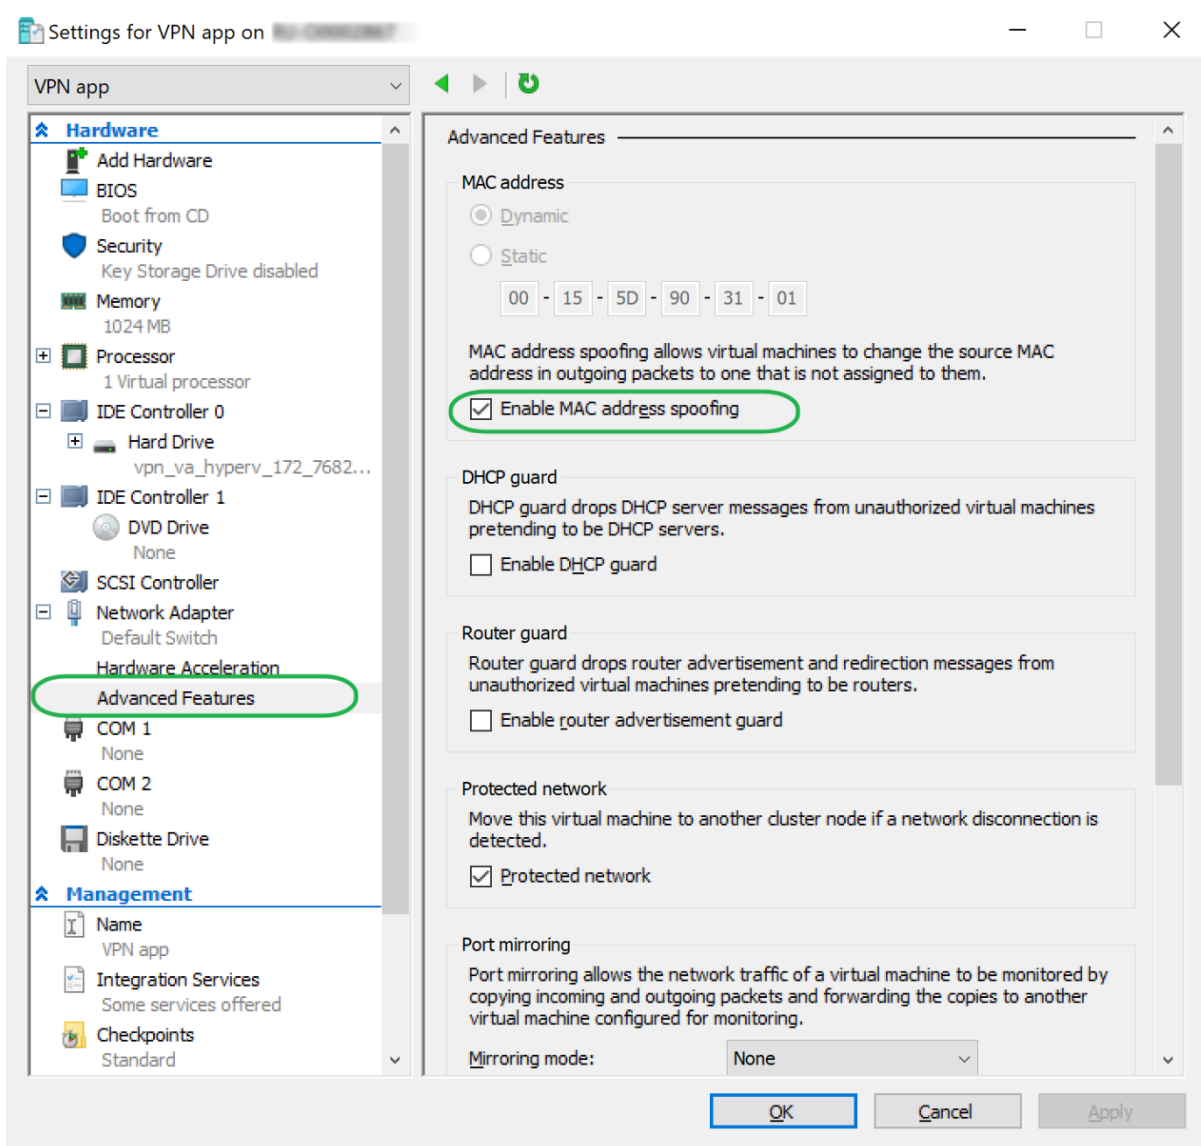 Settings for VPN app on
VPN app
Hardware
Add Hardware
BIOS
Boot from CD
Security
Key Storage Drive disabled
Memory
1024 MB
Processor
1 Virtual processor
IDE Controller 0
Hard Drive
vpn_va_hyperv_172_7682...
IDE Controller 1
DVD Drive
None
SCSI Controller
Network Adapter
Default Switch
Hardware Acceleration
Advanced Features
COM 1
None
COM 2
None
Diskette Drive
None
Management
Name
VPN app
Integration Services
Some services offered
Checkpoints
Standard
Advanced Features
MAC address
Dynamic
Static
00 - 15 - 5D - 90 - 31 - 01
MAC address spoofing allows virtual machines to change the source MAC
address in outgoing packets to one that is not assigned to them.
Enable MAC address spoofing
DHCP guard
DHCP guard drops DHCP server messages from unauthorized virtual machines
pretending to be DHCP servers.
Enable DHCP guard
Router guard
Router guard drops router advertisement and redirection messages from
unauthorized virtual machines pretending to be routers.
Enable router advertisement guard
Protected network
Move this virtual machine to another cluster node if a network disconnection is
detected.
Protected network
Port mirroring
Port mirroring allows the network traffic of a virtual machine to be monitored by
copying incoming and outgoing packets and forwarding the copies to another
virtual machine configured for monitoring.
Mirroring mode: None
OK Cancel Apply